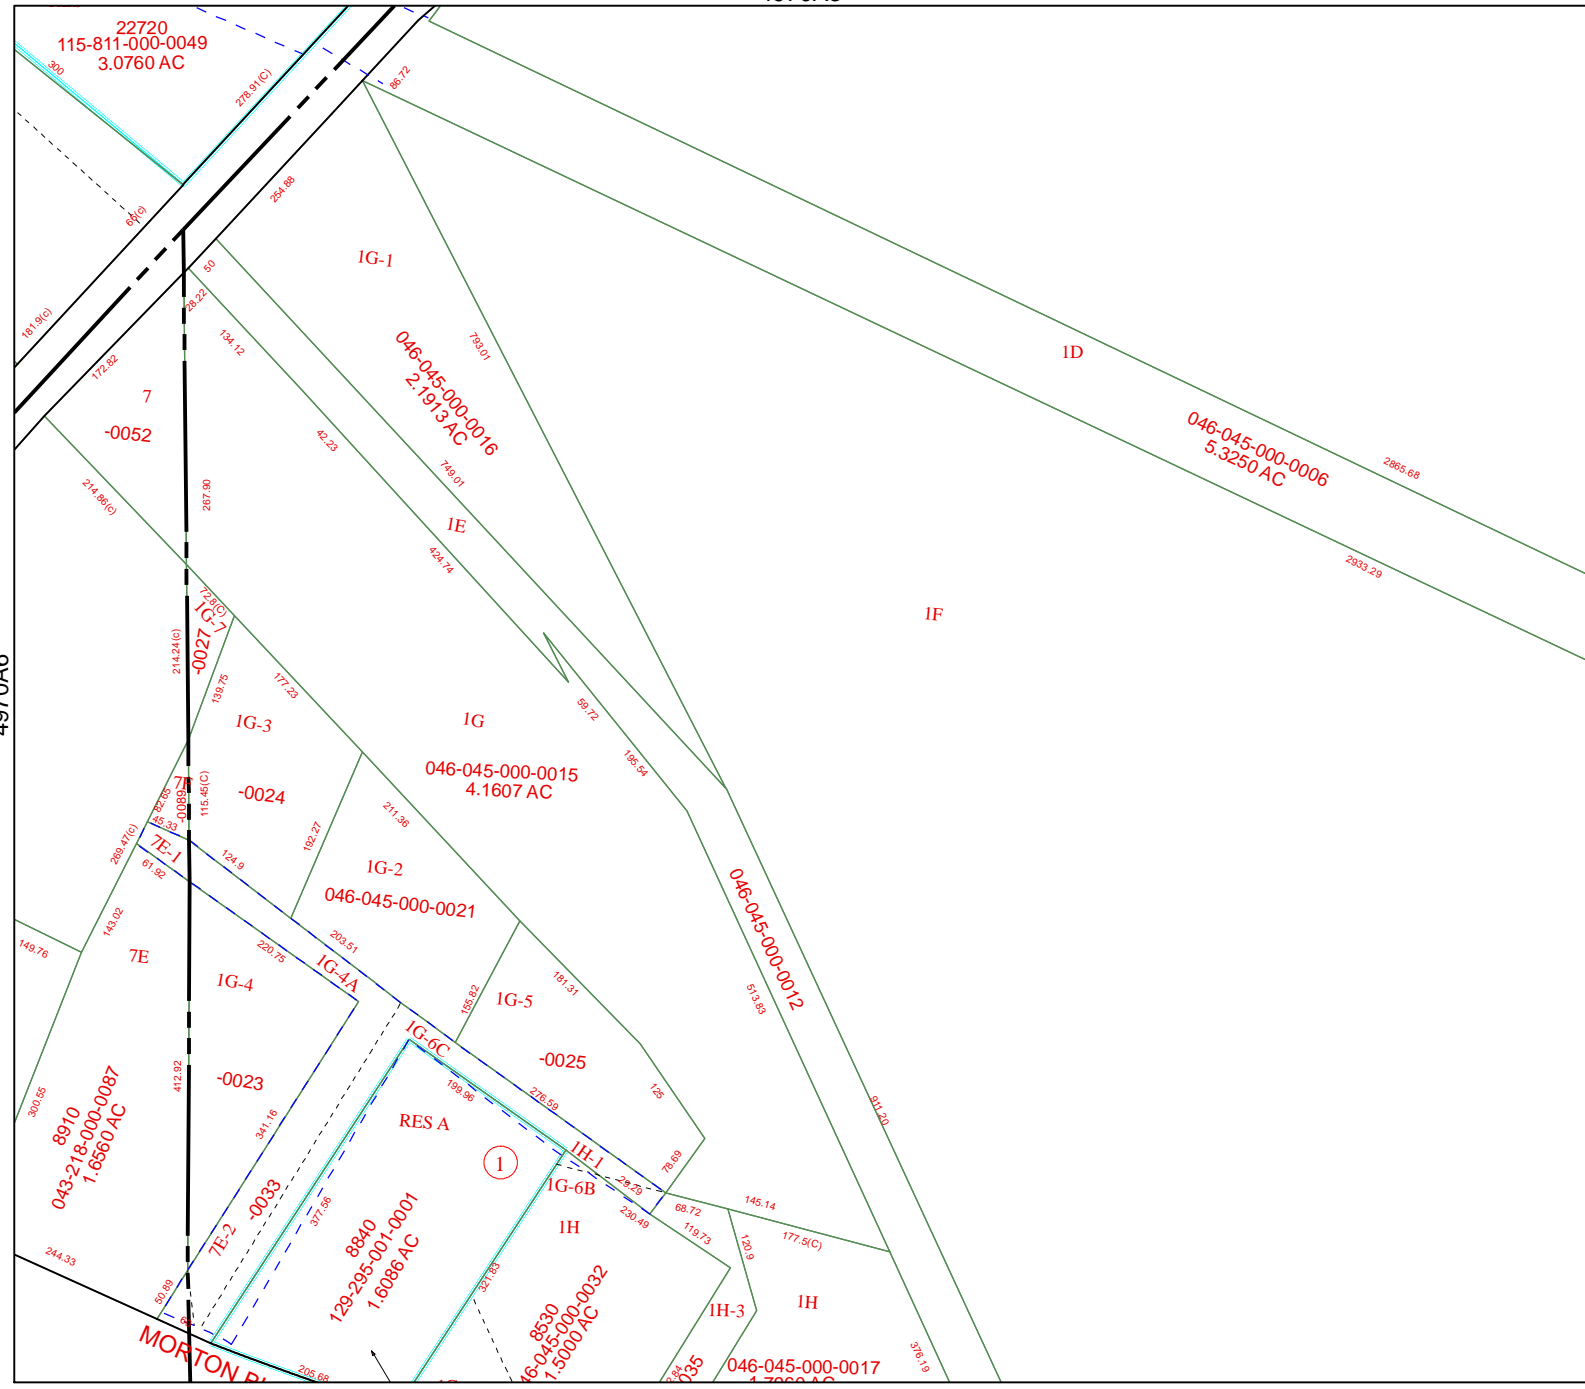 22720
115-811-000-0049
3.0760 AC
300
278.91(C)
86.72
254.88
66(c)
1G-1
50
28.22
181.9(c)
134.12
793.01
172.82
7
-0052
046-045-000-0016
2.1913 AC
1D
046-045-000-0006
5.3250 AC
2865.68
2933.29
42.23
749.01
214.86(c)
267.90
1E
424.74
1F
72.8(C)
1G-7
-0027
214.24(c)
139.75
177.23
1G-3
1G
59.72
195.54
046-045-000-0015
4.1607 AC
-0024
115.45(C)
82.65
-0089
45.33
211.36
192.27
269.47(c)
7E-1
61.92
124.9
1G-2
046-045-000-0021
046-045-000-0012
143.02
149.76
203.51
220.75
7E
1G-4
1G-4A
181.31
155.82
1G-5
513.83
1G-6C
-0025
412.92
-0023
199.96
276.59
125
300.55
8910
043-218-000-0087
1.6560 AC
341.16
RES A
911.20
1
1H-1
78.69
29.29
1G-6B
-0033
377.56
230.49
68.72
145.14
119.73
177.5(C)
120.9
1H
7E-2
8840
129-295-001-0001
1.6086 AC
244.33
321.83
50.89
8530
46-045-000-0032
1.5000 AC
1H-3
1H
MORTON
205.68
376.19
035
046-045-000-0017